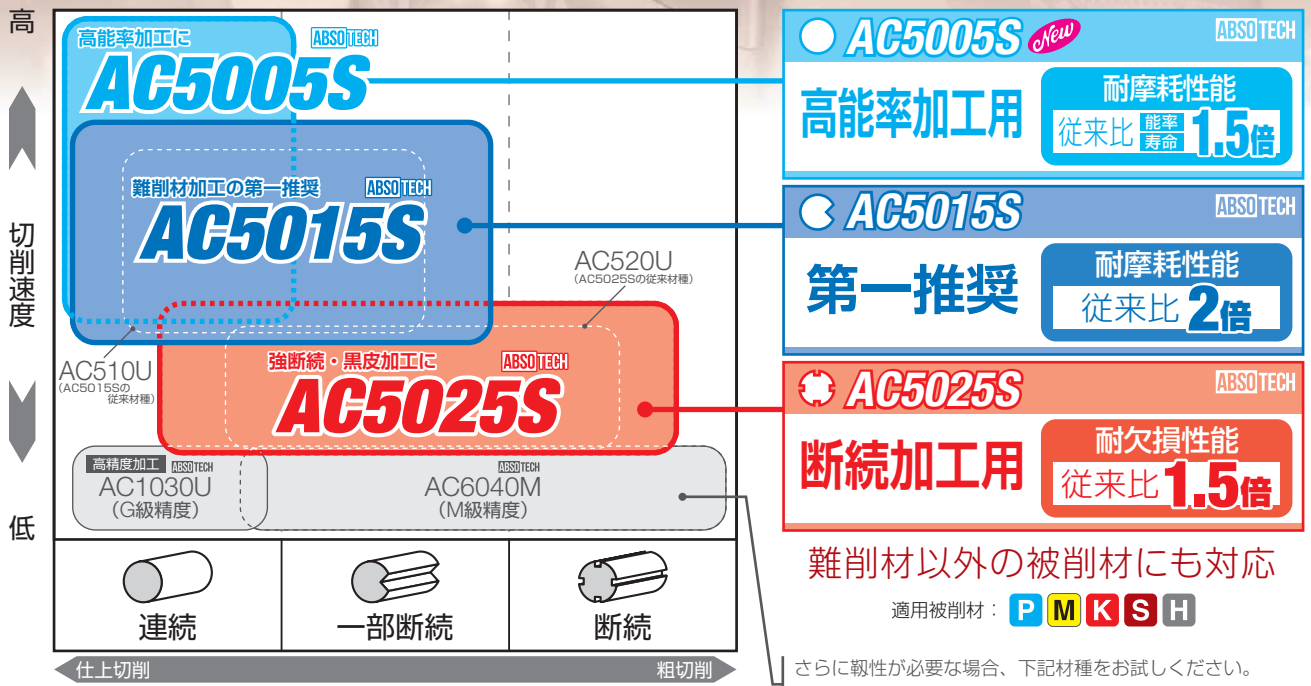 高
切削速度
低
高能率加工に
ABSOTECH
AC5005S
難削材加工の第一推奨
ABSOTECH
AC5015S
AC520U
(AC5025Sの従来材種)
AC510U
(AC5015Sの
従来材種)
強断続・黒皮加工に
ABSOTECH
AC5025S
高精度加工 ABSOTECH
AC1030U
(G級精度)
ABSOTECH
AC6040M
(M級精度)
連続
一部断続
断続
仕上切削
粗切削
AC5005S New ABSOTECH
高能率加工用
耐摩耗性能
従来比 能率 寿命 1.5倍
AC5015S ABSOTECH
第一推奨
耐摩耗性能
従来比 2倍
AC5025S ABSOTECH
断続加工用
耐欠損性能
従来比 1.5倍
難削材以外の被削材にも対応
適用被削材： P M K S H
さらに靱性が必要な場合、下記材種をお試しください。